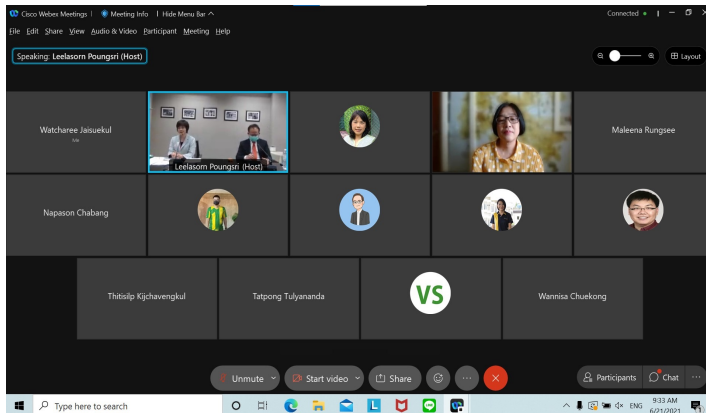 Cisco Webex Meetings | Meeting Info | Hide Menu Bar
Connected
File Edit Share View Audio & Video Participant Meeting Help
Speaking: Leelasorn Poungsri (Host)
Layout
Watcharee Jaisuekul
Me
Leelasorn Poungsri (Host)
Maleena Rungsee
Napason Chabang
Thitisilp Kijchavengkul
Tatpong Tulyananda
VS
Wannisa Chuekong
Unmute
Start video
Share
Participants
Chat
Type here to search
L
ENG
9:33 AM
6/21/2021